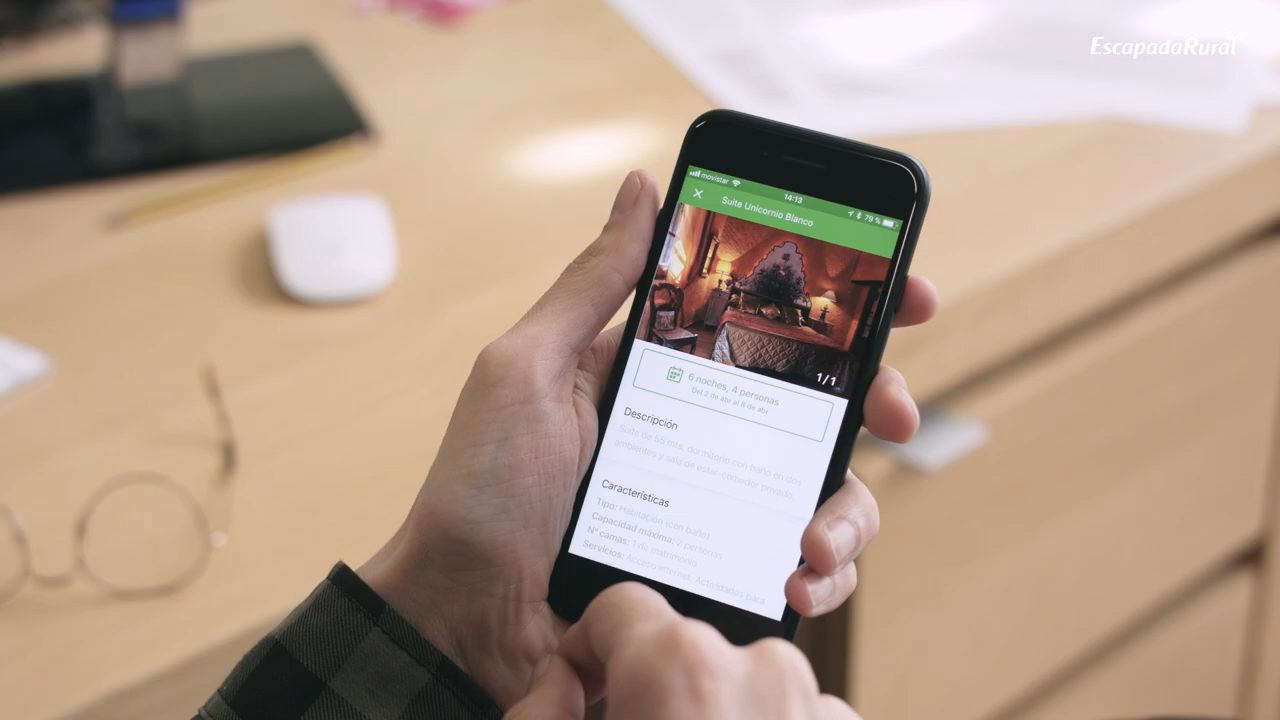 EscapadaRural
movistar
14:13
79 %
Suite Unicornio Blanco
1/1
6 noches, 4 personas
Del 2 de abr al 8 de abr
Descripción
Suite de 55 mts. dormitorio con baño en dos
ambientes y sala de estar-comedor privado.
Características
Tipo: Habitación (con baño)
Capacidad máxima: 2 personas
Nº camas: 1 de matrimonio
Servicios: Acceso internet, Actividades para